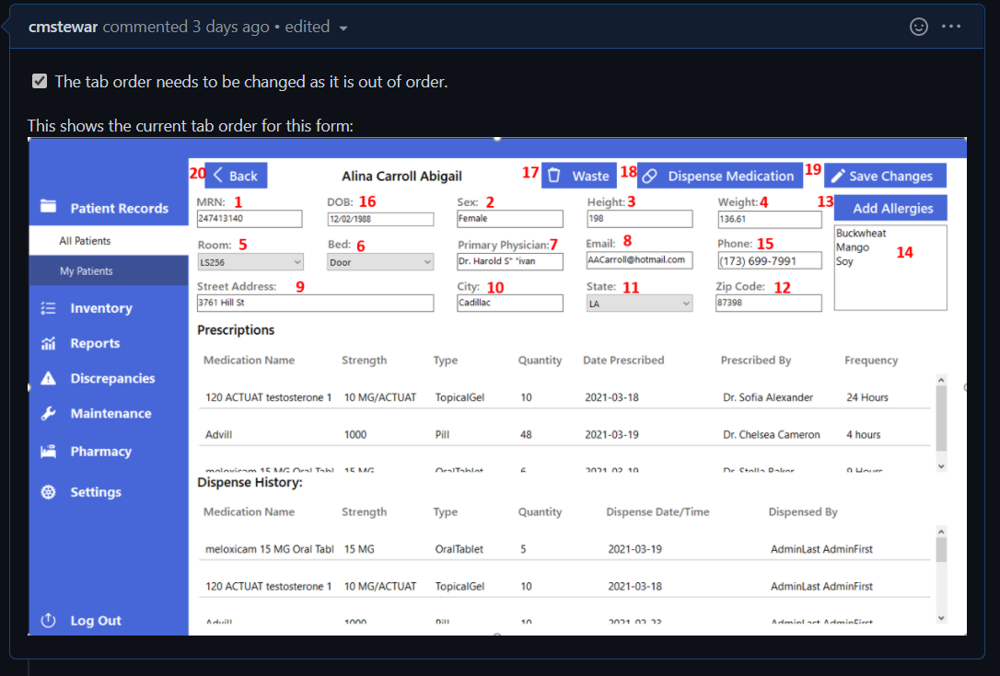 cmstewar commented 3 days ago • edited
The tab order needs to be changed as it is out of order.
This shows the current tab order for this form:
20 Back Alina Carroll Abigail 17 Waste 18 Dispense Medication 19 Save Changes
Patient Records
All Patients
My Patients
Inventory
Reports
Discrepancies
Maintenance
Pharmacy
Settings
Log Out
MRN: 1 DOB: 16 Sex: 2 Height: 3 Weight: 4 13 Add Allergies
247413140 12/02/1988 Female 198 136.61
Buckwheat
Mango 14
Soy
Room: 5 Bed: 6 Primary Physician: 7 Email: 8 Phone: 15
LS256 Door Dr. Harold S" "ivan AACarroll@hotmail.com (173) 699-7991
Street Address: 9 City: 10 State: 11 Zip Code: 12
3761 Hill St Cadillac LA 87398
Prescriptions
Medication Name Strength Type Quantity Date Prescribed Prescribed By Frequency
120 ACTUAT testosterone 1 10 MG/ACTUAT TopicalGel 10 2021-03-18 Dr. Sofia Alexander 24 Hours
Advill 1000 Pill 48 2021-03-19 Dr. Chelsea Cameron 4 hours
meloxicam 15 MG Oral Tabl 15 MG OralTablet 6 2021-03-19 Dr. Stella Baker Hours
Dispense History:
Medication Name Strength Type Quantity Dispense Date/Time Dispensed By
meloxicam 15 MG Oral Tabl 15 MG OralTablet 5 2021-03-19 AdminLast AdminFirst
120 ACTUAT testosterone 1 10 MG/ACTUAT TopicalGel 10 2021-03-18 AdminLast AdminFirst
Advill 1000 Pill 10 2021-02-23 AdminLast AdminFirst